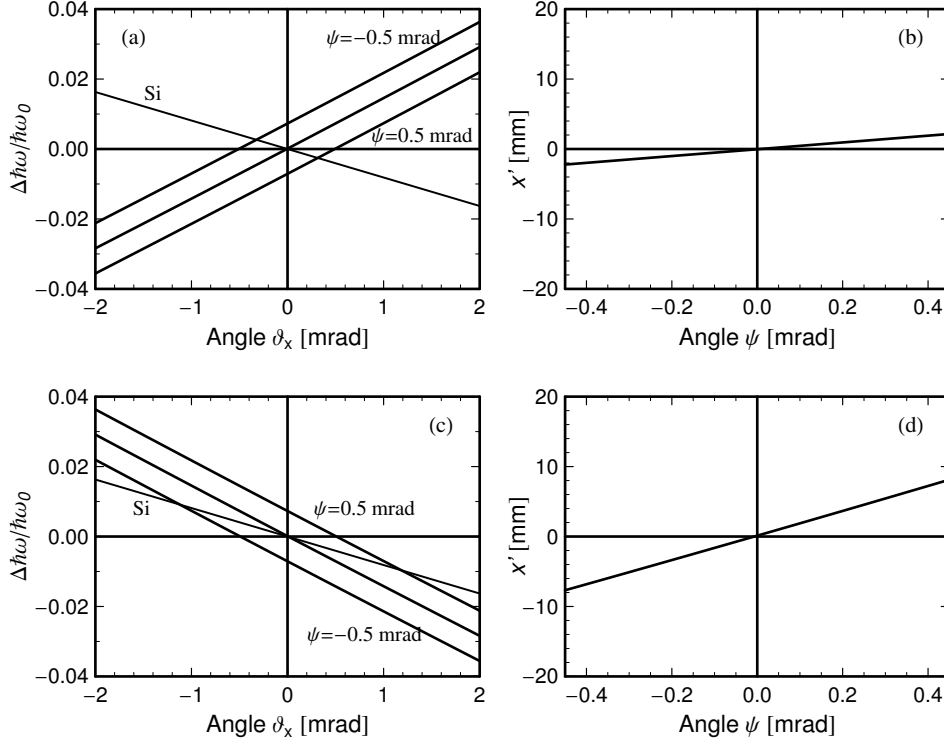 (a)
ψ=−0.5 mrad
Si
ψ=0.5 mrad
0.04
0.02
0.00
−0.02
−0.04
Δħω/ħω0
−2
−1
0
1
2
Angle ϑx [mrad]
(b)
20
10
0
−10
−20
x' [mm]
−0.4
−0.2
0.0
0.2
0.4
Angle ψ [mrad]
(c)
Si
ψ=0.5 mrad
ψ=−0.5 mrad
0.04
0.02
0.00
−0.02
−0.04
Δħω/ħω0
−2
−1
0
1
2
Angle ϑx [mrad]
(d)
20
10
0
−10
−20
x' [mm]
−0.4
−0.2
0.0
0.2
0.4
Angle ψ [mrad]